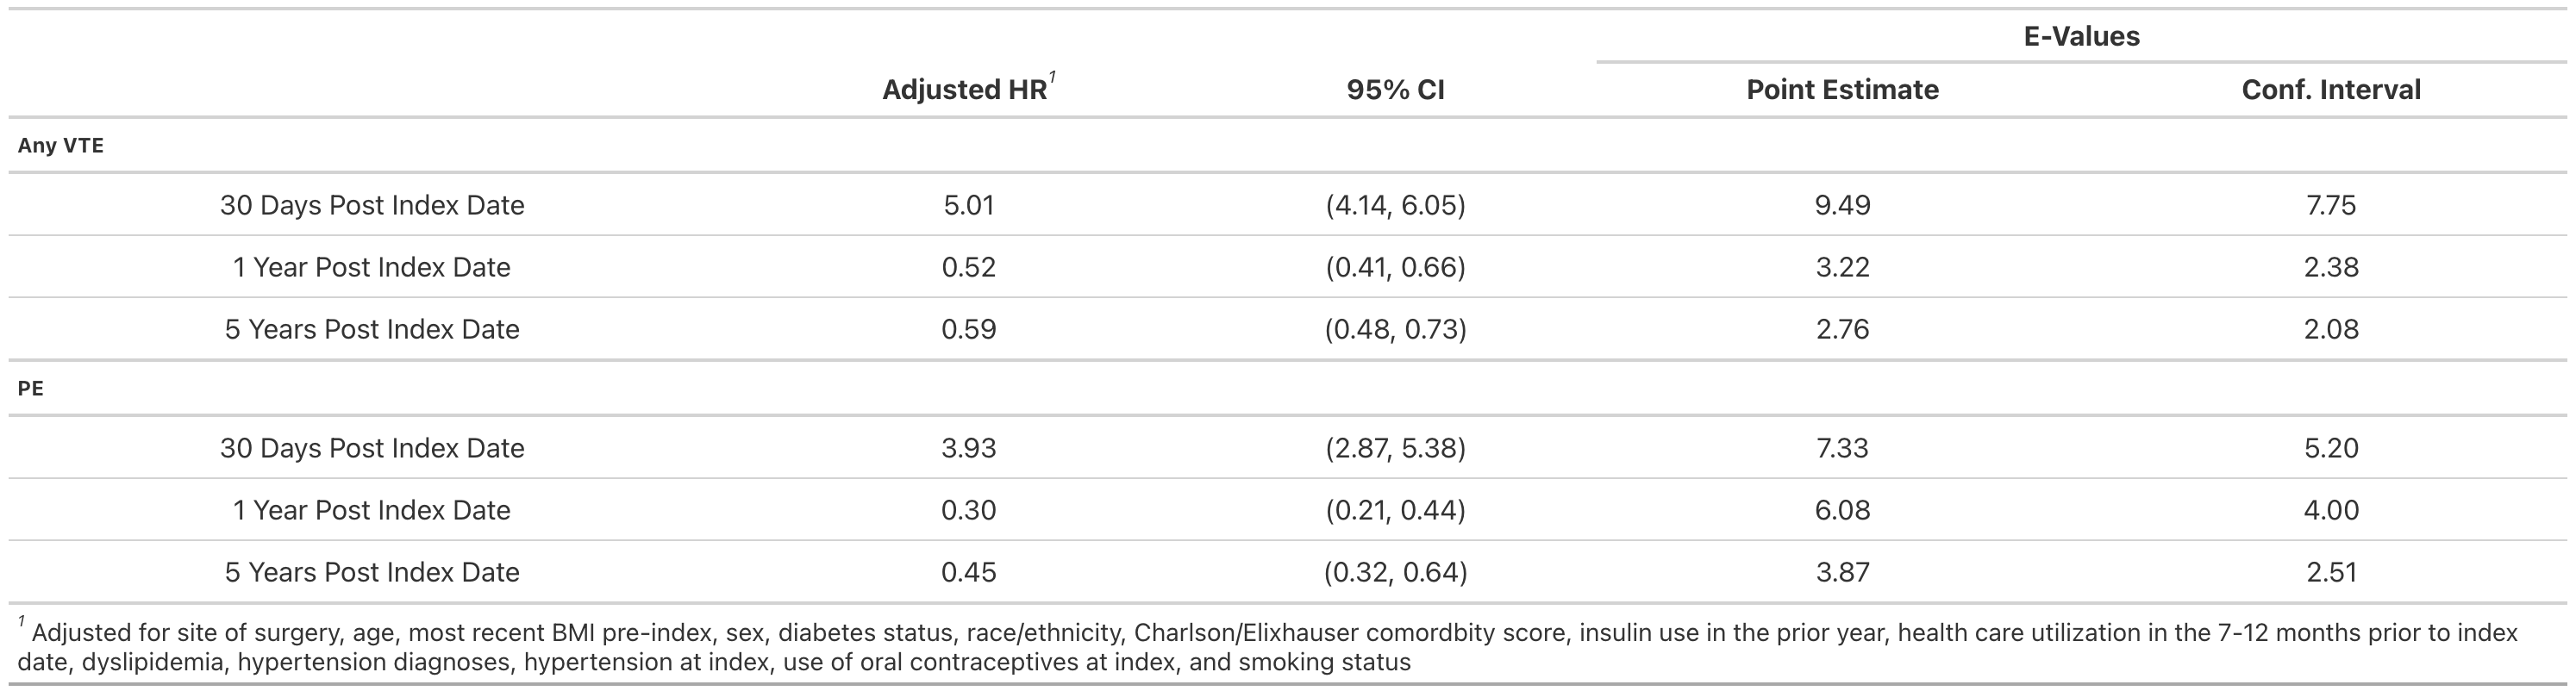 E-Values
Adjusted HR1 95% CI Point Estimate Conf. Interval
Any VTE
30 Days Post Index Date 5.01 (4.14, 6.05) 9.49 7.75
1 Year Post Index Date 0.52 (0.41, 0.66) 3.22 2.38
5 Years Post Index Date 0.59 (0.48, 0.73) 2.76 2.08
PE
30 Days Post Index Date 3.93 (2.87, 5.38) 7.33 5.20
1 Year Post Index Date 0.30 (0.21, 0.44) 6.08 4.00
5 Years Post Index Date 0.45 (0.32, 0.64) 3.87 2.51
1 Adjusted for site of surgery, age, most recent BMI pre-index, sex, diabetes status, race/ethnicity, Charlson/Elixhauser comordbity score, insulin use in the prior year, health care utilization in the 7-12 months prior to index
date, dyslipidemia, hypertension diagnoses, hypertension at index, use of oral contraceptives at index, and smoking status